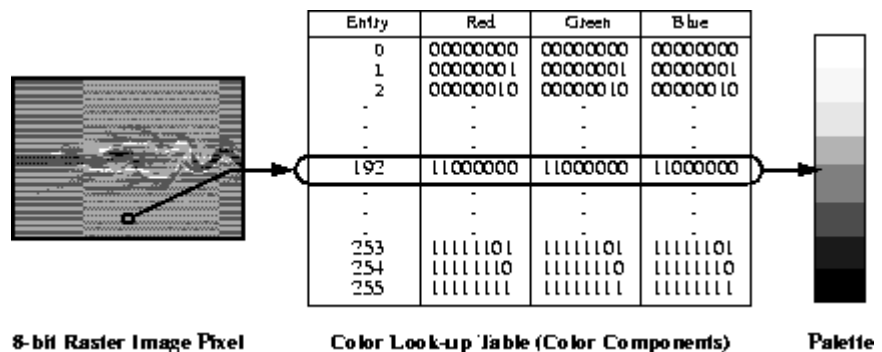 Entry Red Green Blue
0 00000000 00000000 00000000
1 00000001 00000001 00000001
2 00000010 00000010 00000010
- - - -
- - - -
- - - -
192 11000000 11000000 11000000
- - - -
- - - -
- - - -
253 11111101 11111101 11111101
254 11111110 11111110 11111110
255 11111111 11111111 11111111
8-bit Raster Image Pixel Color Look-up Table (Color Components) Palette